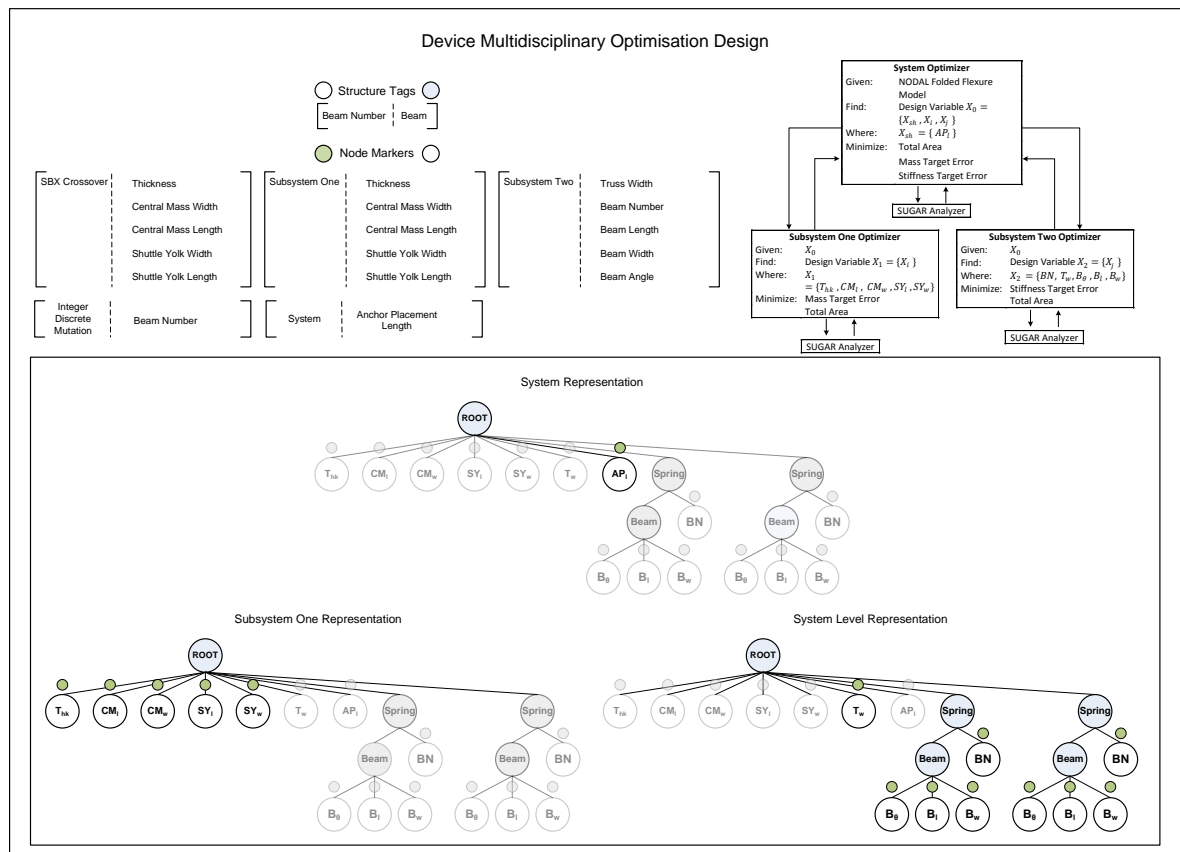 Device Multidisciplinary Optimisation Design
Structure Tags
Beam Number Beam
Node Markers
SBX Crossover Thickness
Central Mass Width
Central Mass Length
Shuttle Yolk Width
Shuttle Yolk Length
Subsystem One Thickness
Central Mass Width
Central Mass Length
Shuttle Yolk Width
Shuttle Yolk Length
Subsystem Two Truss Width
Beam Number
Beam Length
Beam Width
Beam Angle
Integer
Discrete
Mutation
Beam Number
System
Anchor Placement
Length
System Optimizer
Given: NODAL Folded Flexure
Model
Find: Design Variable X₀ =
{X_sh , X_i , X_j }
Where: X_sh = { AP_l }
Minimize: Total Area
Mass Target Error
Stiffness Target Error
SUGAR Analyzer
Subsystem One Optimizer
Given: X₀
Find: Design Variable X₁ = {X_i }
Where: X₁
= {T_hk , CM_l , CM_w , SY_l , SY_w}
Minimize: Mass Target Error
Total Area
SUGAR Analyzer
Subsystem Two Optimizer
Given: X₀
Find: Design Variable X₂ = {X_j }
Where: X₂ = {BN, T_w, B_θ , B_l , B_w}
Minimize: Stiffness Target Error
Total Area
SUGAR Analyzer
System Representation
ROOT
T_hk CM_l CM_w SY_l SY_w T_w AP_l Spring Spring
Beam BN Beam BN
B_θ B_l B_w B_θ B_l B_w
Subsystem One Representation
ROOT
T_hk CM_l CM_w SY_l SY_w T_w AP_l Spring Spring
Beam BN Beam BN
B_θ B_l B_w B_θ B_l B_w
System Level Representation
ROOT
T_hk CM_l CM_w SY_l SY_w T_w AP_l Spring Spring
Beam BN Beam BN
B_θ B_l B_w B_θ B_l B_w